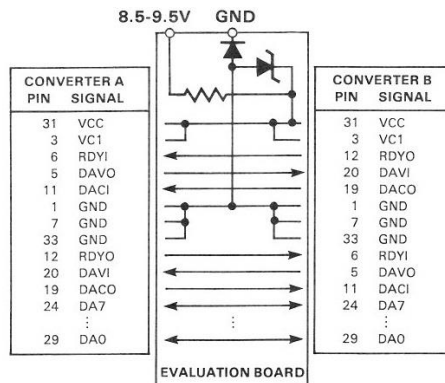 8.5-9.5V GND
CONVERTER A
PIN SIGNAL
31 VCC
3 VC1
6 RDYI
5 DAVO
11 DACI
1 GND
7 GND
33 GND
12 RDYO
20 DAVI
19 DACO
24 DA7
⋮
29 DA0
CONVERTER B
PIN SIGNAL
31 VCC
3 VC1
12 RDYO
20 DAVI
19 DACO
1 GND
7 GND
33 GND
6 RDYI
5 DAVO
11 DACI
24 DA7
⋮
29 DA0
EVALUATION BOARD